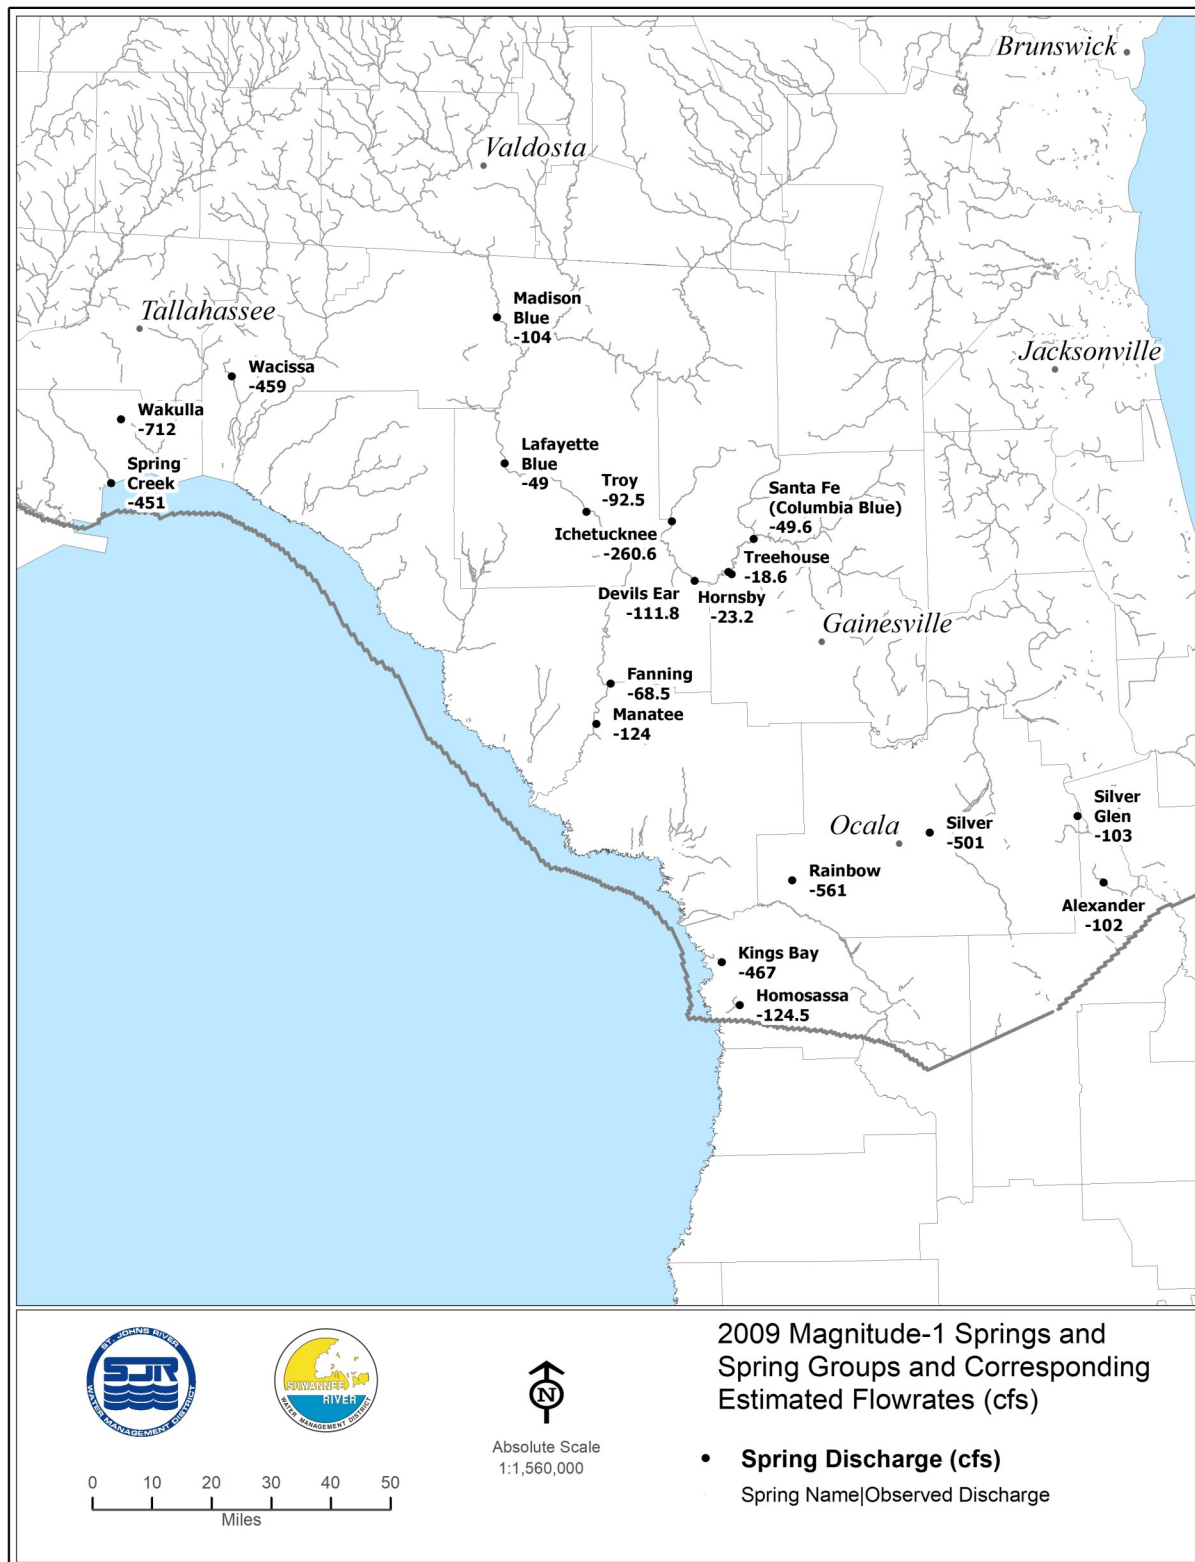 Brunswick
Valdosta
Tallahassee
Jacksonville
Madison
Blue
-104
Wacissa
-459
Wakulla
-712
Spring
Creek
-451
Lafayette
Blue
-49
Troy
-92.5
Ichetucknee
-260.6
Santa Fe
(Columbia Blue)
-49.6
Treehouse
-18.6
Devils Ear
-111.8
Hornsby
-23.2
Gainesville
Fanning
-68.5
Manatee
-124
Silver
Glen
-103
Ocala
Silver
-501
Rainbow
-561
Alexander
-102
Kings Bay
-467
Homosassa
-124.5
ST. JOHNS RIVER
SJR
WATER MANAGEMENT DISTRICT
SUWANNEE
RIVER
WATER MANAGEMENT DISTRICT
N
Absolute Scale
1:1,560,000
0 10 20 30 40 50
Miles
2009 Magnitude-1 Springs and
Spring Groups and Corresponding
Estimated Flowrates (cfs)
Spring Discharge (cfs)
Spring Name|Observed Discharge